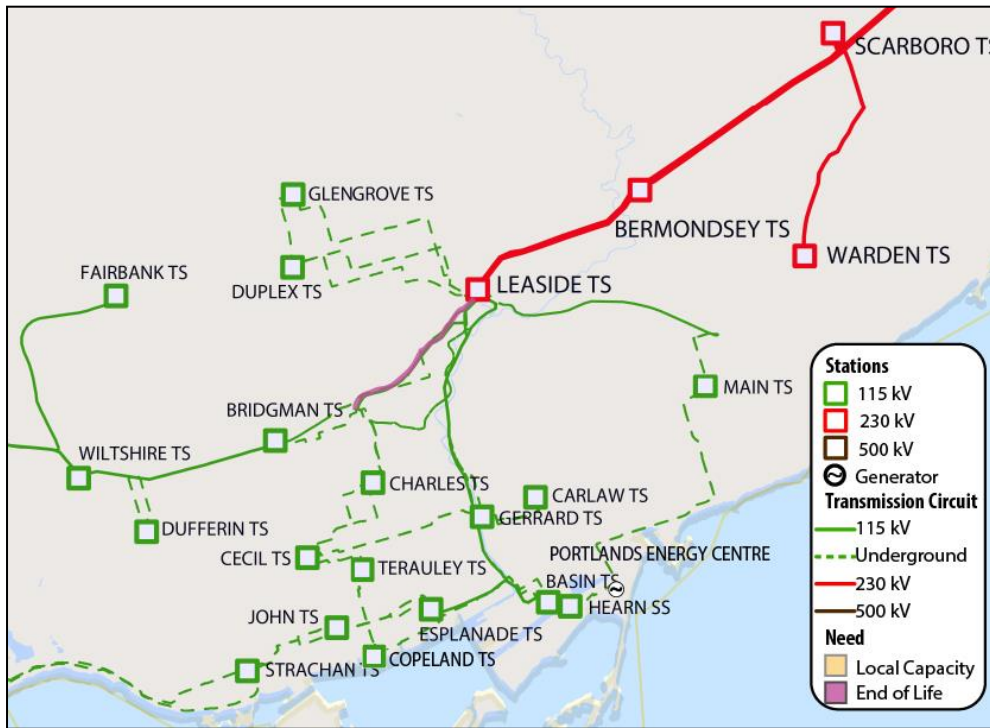 SCARBORO TS
GLENGROVE TS
BERMONDSEY TS
FAIRBANK TS
DUPLEX TS
LEASIDE TS
WARDEN TS
MAIN TS
BRIDGMAN TS
WILTSHIRE TS
CHARLES TS
CARLAW TS
DUFFERIN TS
GERRARD TS
CECIL TS
TERAULEY TS
PORTLANDS ENERGY CENTRE
BASIN TS
HEARN SS
JOHN TS
ESPLANADE TS
COPELAND TS
STRACHAN TS
Stations
115 kV
230 kV
500 kV
Generator
Transmission Circuit
115 kV
Underground
230 kV
500 kV
Need
Local Capacity
End of Life